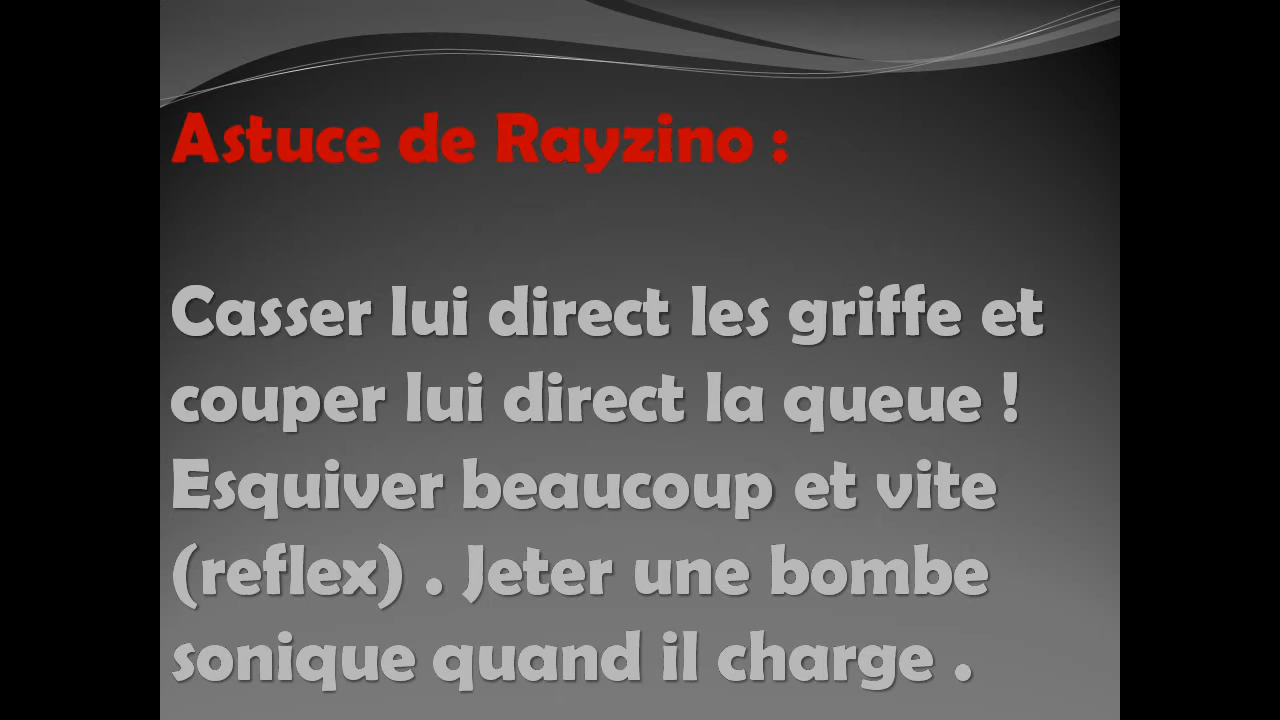 Astuce de Rayzino :
Casser lui direct les griffe et
couper lui direct la queue !
Esquiver beaucoup et vite
(reflex) . Jeter une bombe
sonique quand il charge .